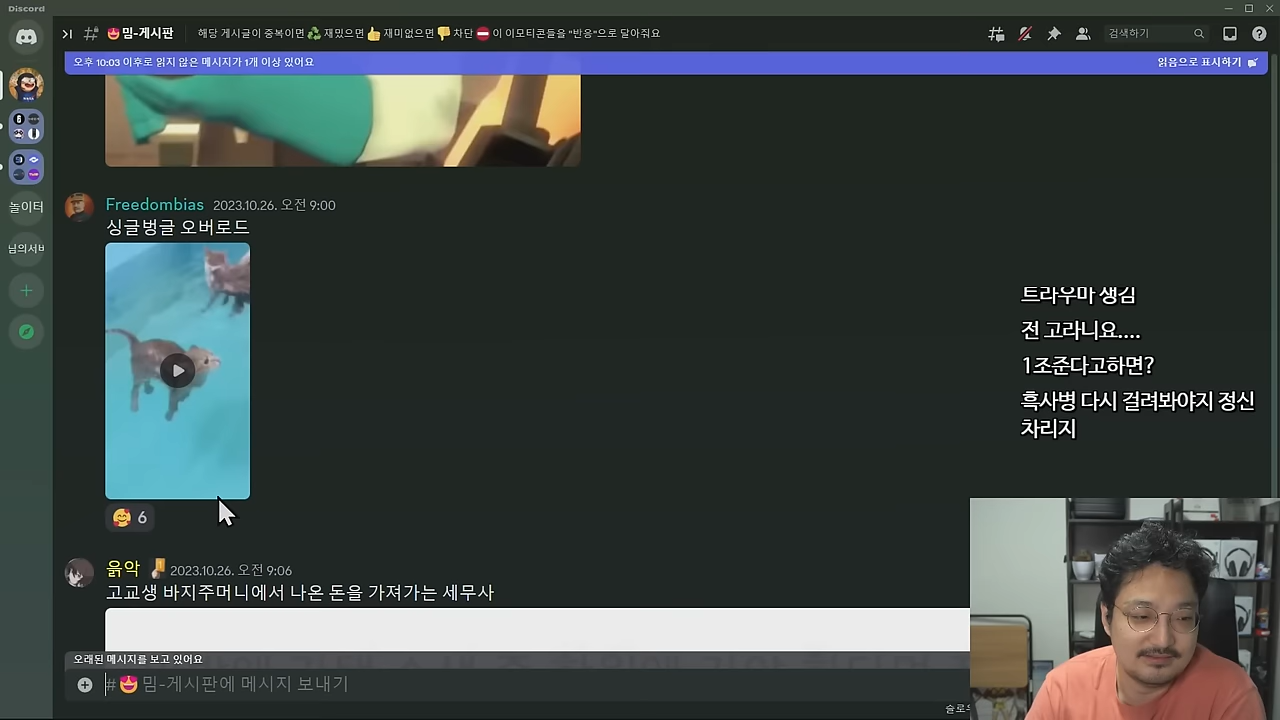 Discord
😍밈-게시판
해당 게시글이 중복이면♻️ 재밌으면👍 재미없으면👎 차단⛔ 이 이모티콘들을 "반응"으로 달아줘요
검색하기
오후 10:03 이후로 읽지 않은 메시지가 1개 이상 있어요
읽음으로 표시하기
놀이터
님의서버
Freedombias 2023.10.26. 오전 9:00
싱글벙글 오버로드
🥰 6
읅악 2023.10.26. 오전 9:06
고교생 바지주머니에서 나온 돈을 가져가는 세무사
오래된 메시지를 보고 있어요
#😍밈-게시판에 메시지 보내기
트라우마 생김
전 고라니요....
1조준다고하면?
흑사병 다시 걸려봐야지 정신
차리지